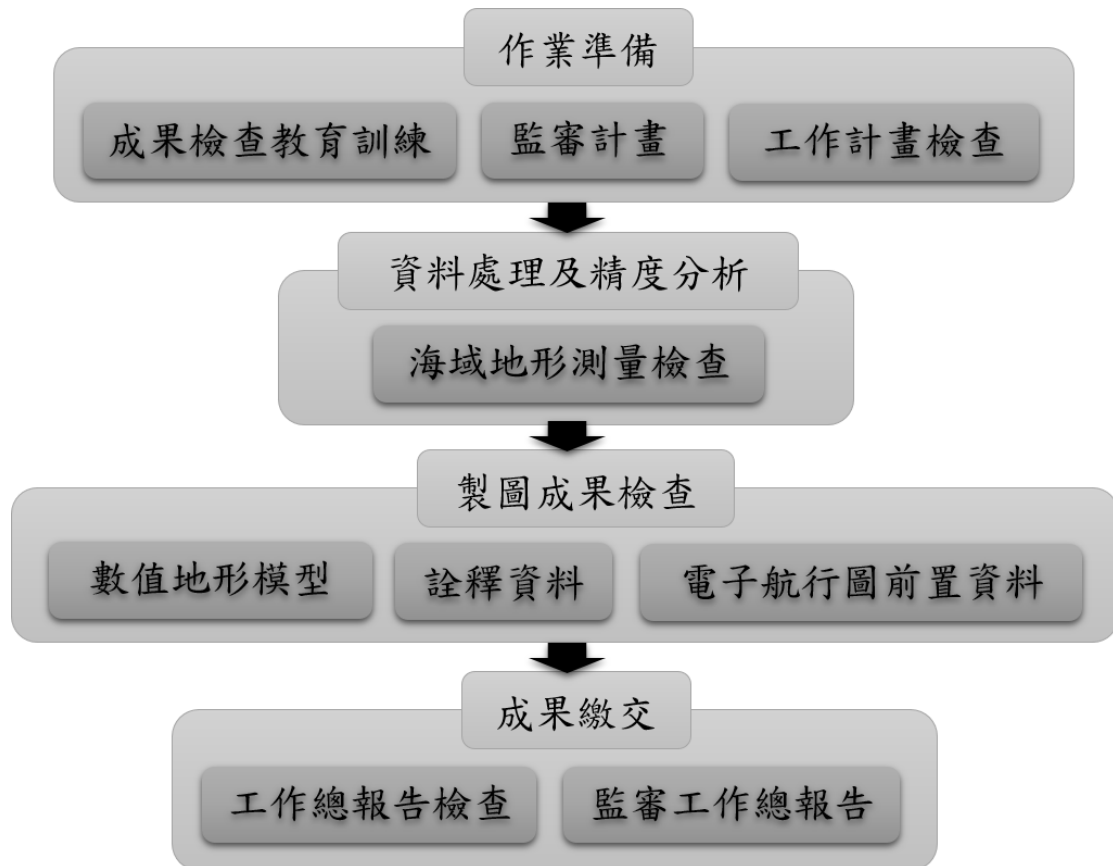 作業準備
成果檢查教育訓練 監審計畫 工作計畫檢查
資料處理及精度分析
海域地形測量檢查
製圖成果檢查
數值地形模型 詮釋資料 電子航行圖前置資料
成果繳交
工作總報告檢查 監審工作總報告